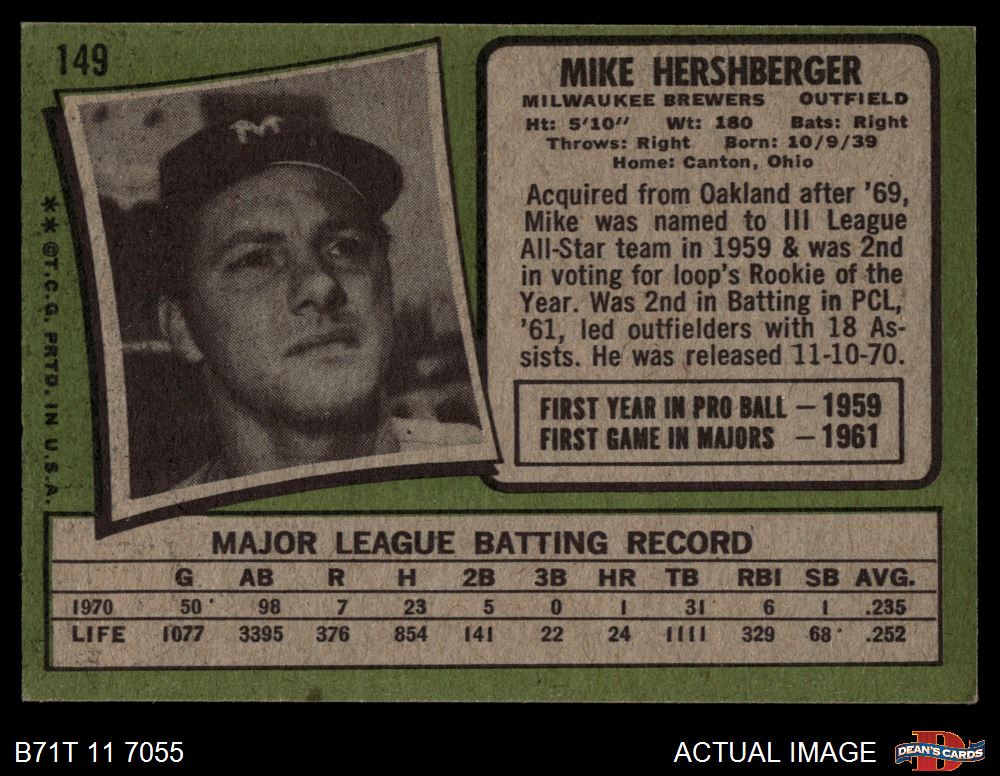 149
M
MIKE HERSHBERGER
MILWAUKEE BREWERS OUTFIELD
Ht: 5'10" Wt: 180 Bats: Right
Throws: Right Born: 10/9/39
Home: Canton, Ohio
Acquired from Oakland after '69,
Mike was named to III League
All-Star team in 1959 & was 2nd
in voting for loop's Rookie of the
Year. Was 2nd in Batting in PCL,
'61, led outfielders with 18 As-
sists. He was released 11-10-70.
FIRST YEAR IN PRO BALL — 1959
FIRST GAME IN MAJORS — 1961
** ©T.C.G. PRTD. IN U.S.A.
MAJOR LEAGUE BATTING RECORD
G AB R H 2B 3B HR TB RBI SB AVG.
1970 50 98 7 23 5 0 1 31 6 1 .235
LIFE 1077 3395 376 854 141 22 24 1111 329 68 .252
B71T 11 7055
ACTUAL IMAGE
D
DEAN'S CARDS